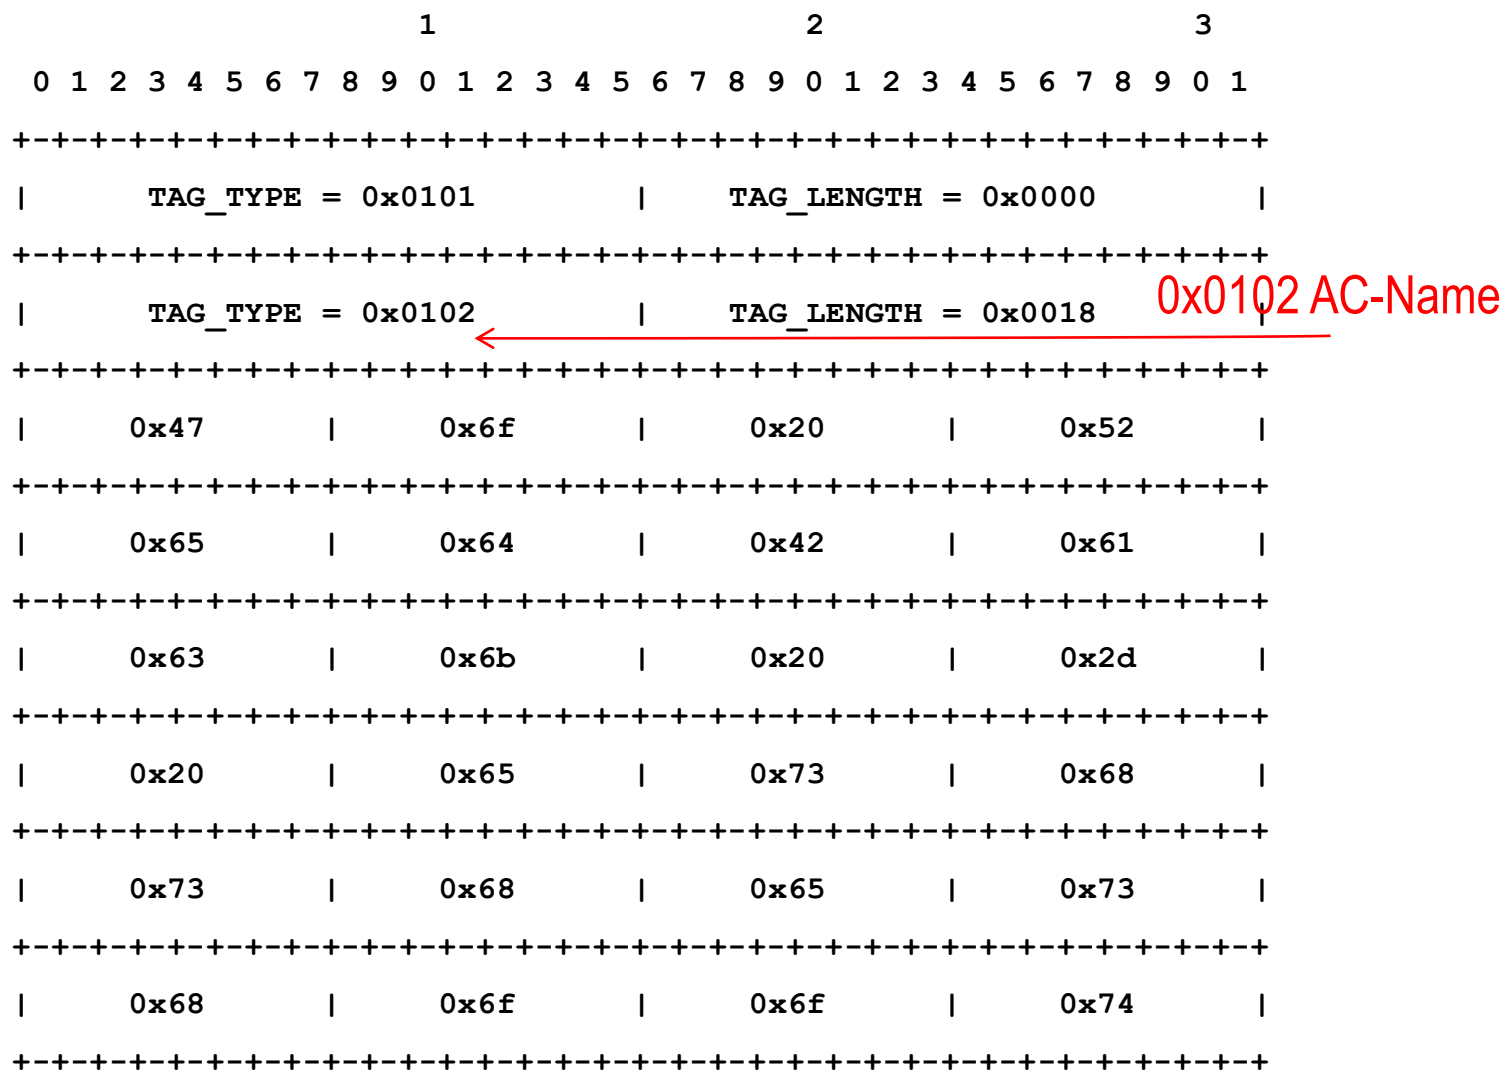 1 2 3
0 1 2 3 4 5 6 7 8 9 0 1 2 3 4 5 6 7 8 9 0 1 2 3 4 5 6 7 8 9 0 1
+-+-+-+-+-+-+-+-+-+-+-+-+-+-+-+-+-+-+-+-+-+-+-+-+-+-+-+-+-+-+-+-+
| TAG_TYPE = 0x0101 | TAG_LENGTH = 0x0000 |
+-+-+-+-+-+-+-+-+-+-+-+-+-+-+-+-+-+-+-+-+-+-+-+-+-+-+-+-+-+-+-+-+
0x0102 AC-Name
| TAG_TYPE = 0x0102 | TAG_LENGTH = 0x0018 |
+-+-+-+-+-+-+-+-+-+-+-+-+-+-+-+-+-+-+-+-+-+-+-+-+-+-+-+-+-+-+-+-+
| 0x47 | 0x6f | 0x20 | 0x52 |
+-+-+-+-+-+-+-+-+-+-+-+-+-+-+-+-+-+-+-+-+-+-+-+-+-+-+-+-+-+-+-+-+
| 0x65 | 0x64 | 0x42 | 0x61 |
+-+-+-+-+-+-+-+-+-+-+-+-+-+-+-+-+-+-+-+-+-+-+-+-+-+-+-+-+-+-+-+-+
| 0x63 | 0x6b | 0x20 | 0x2d |
+-+-+-+-+-+-+-+-+-+-+-+-+-+-+-+-+-+-+-+-+-+-+-+-+-+-+-+-+-+-+-+-+
| 0x20 | 0x65 | 0x73 | 0x68 |
+-+-+-+-+-+-+-+-+-+-+-+-+-+-+-+-+-+-+-+-+-+-+-+-+-+-+-+-+-+-+-+-+
| 0x73 | 0x68 | 0x65 | 0x73 |
+-+-+-+-+-+-+-+-+-+-+-+-+-+-+-+-+-+-+-+-+-+-+-+-+-+-+-+-+-+-+-+-+
| 0x68 | 0x6f | 0x6f | 0x74 |
+-+-+-+-+-+-+-+-+-+-+-+-+-+-+-+-+-+-+-+-+-+-+-+-+-+-+-+-+-+-+-+-+